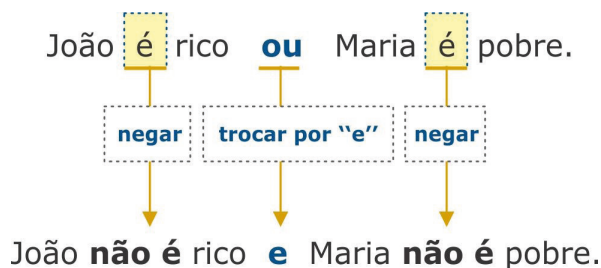 João é rico ou Maria é pobre.
negar trocar por ‘‘e’’ negar
João não é rico e Maria não é pobre.